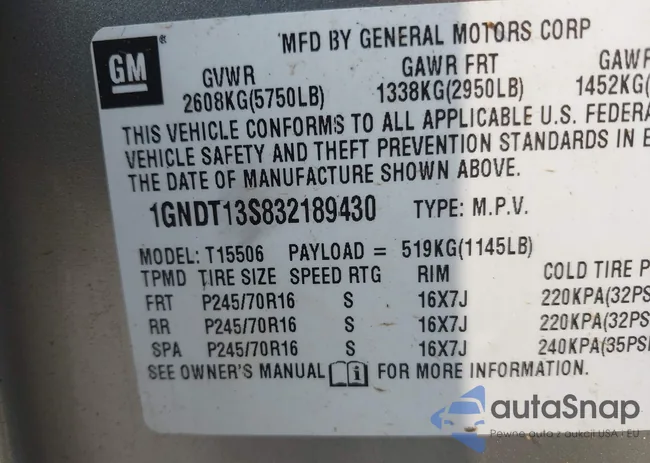 GM
MFD BY GENERAL MOTORS CORP
GVWR GAWR FRT GAWR
2608KG(5750LB) 1338KG(2950LB) 1452KG(
THIS VEHICLE CONFORMS TO ALL APPLICABLE U.S. FEDERA
VEHICLE SAFETY AND THEFT PREVENTION STANDARDS IN E
THE DATE OF MANUFACTURE SHOWN ABOVE.
1GNDT13S832189430 TYPE: M.P.V.
MODEL: T15506 PAYLOAD = 519KG(1145LB)
TPMD TIRE SIZE SPEED RTG RIM COLD TIRE P
FRT P245/70R16 S 16X7J 220KPA(32PS
RR P245/70R16 S 16X7J 220KPA(32PS
SPA P245/70R16 S 16X7J 240KPA(35PSI
SEE OWNER'S MANUAL FOR MORE INFORMATION.
autaSnap
Pewne auta z aukcji USA i EU